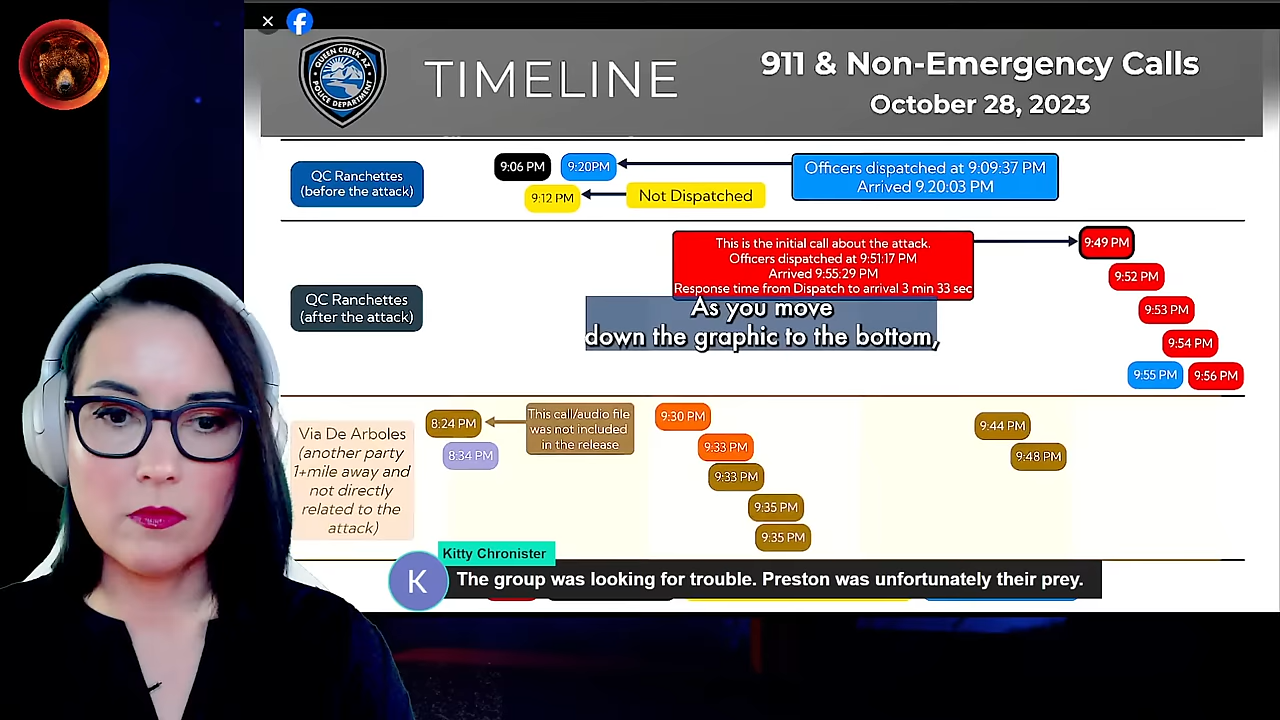 ×
QUEEN CREEK AZ
POLICE DEPARTMENT
TIMELINE
911 & Non-Emergency Calls
October 28, 2023
QC Ranchettes
(before the attack)
9:06 PM
9:20PM
Officers dispatched at 9:09:37 PM
Arrived 9.20:03 PM
9:12 PM
Not Dispatched
QC Ranchettes
(after the attack)
This is the initial call about the attack.
Officers dispatched at 9:51:17 PM
Arrived 9:55:29 PM
Response time from Dispatch to arrival 3 min 33 sec
9:49 PM
9:52 PM
9:53 PM
9:54 PM
9:55 PM
9:56 PM
As you move
down the graphic to the bottom,
Via De Arboles
(another party
1+mile away and
not directly
related to the
attack)
8:24 PM
This call/audio file
was not included
in the release
8:34 PM
9:30 PM
9:33 PM
9:33 PM
9:35 PM
9:35 PM
9:44 PM
9:48 PM
K
Kitty Chronister
The group was looking for trouble. Preston was unfortunately their prey.